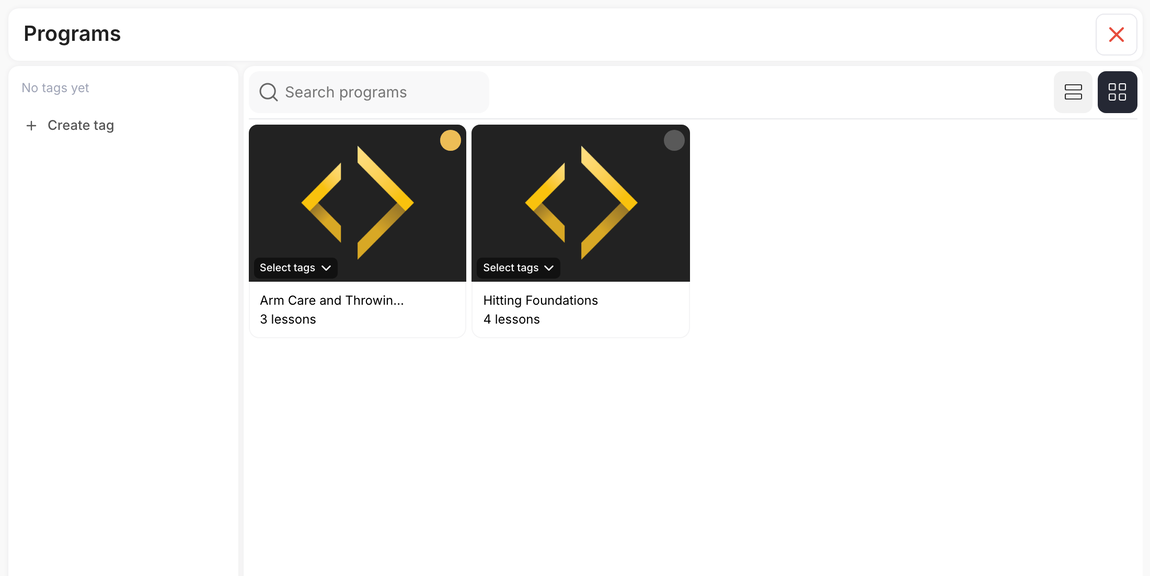 Programs
No tags yet
Create tag
Search programs
Select tags
Arm Care and Throwin...
3 lessons
Select tags
Hitting Foundations
4 lessons